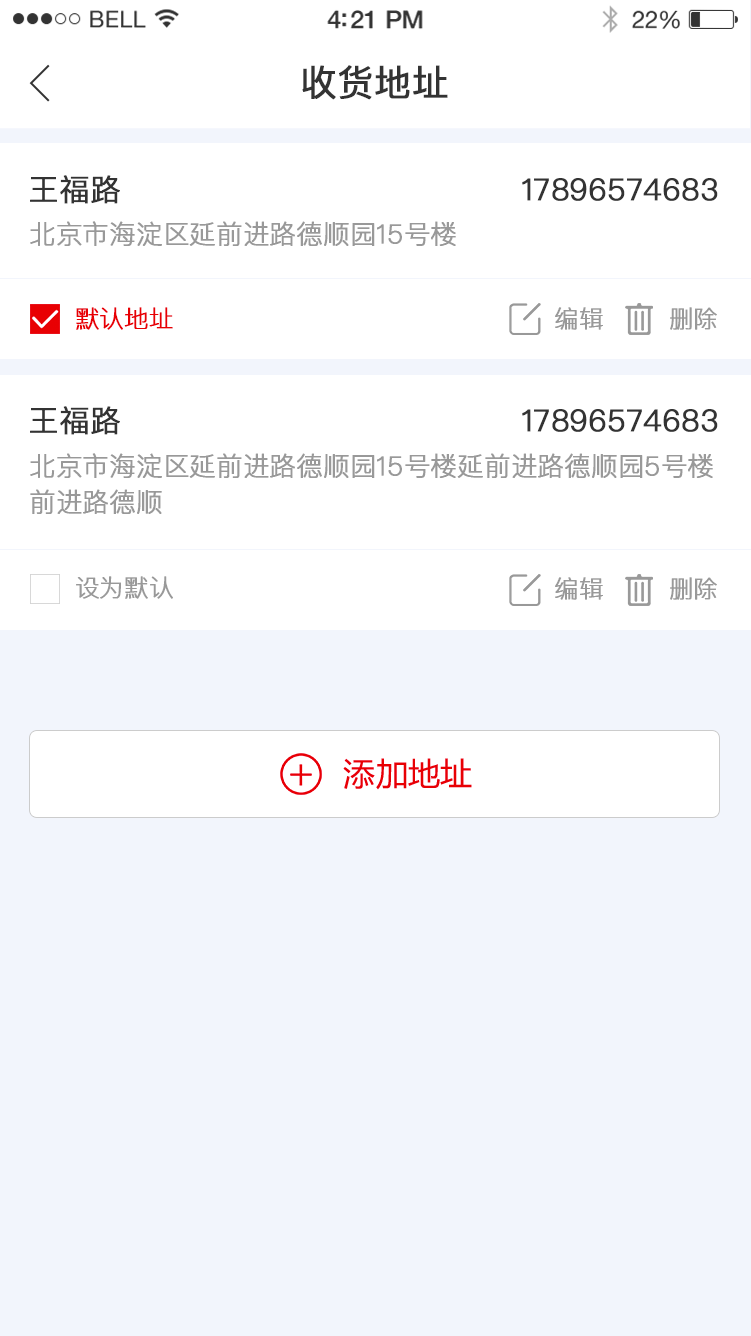 BELL 4:21 PM 22%
收货地址
王福路 17896574683
北京市海淀区延前进路德顺园15号楼
默认地址 编辑 删除
王福路 17896574683
北京市海淀区延前进路德顺园15号楼延前进路德顺园5号楼
前进路德顺
设为默认 编辑 删除
添加地址